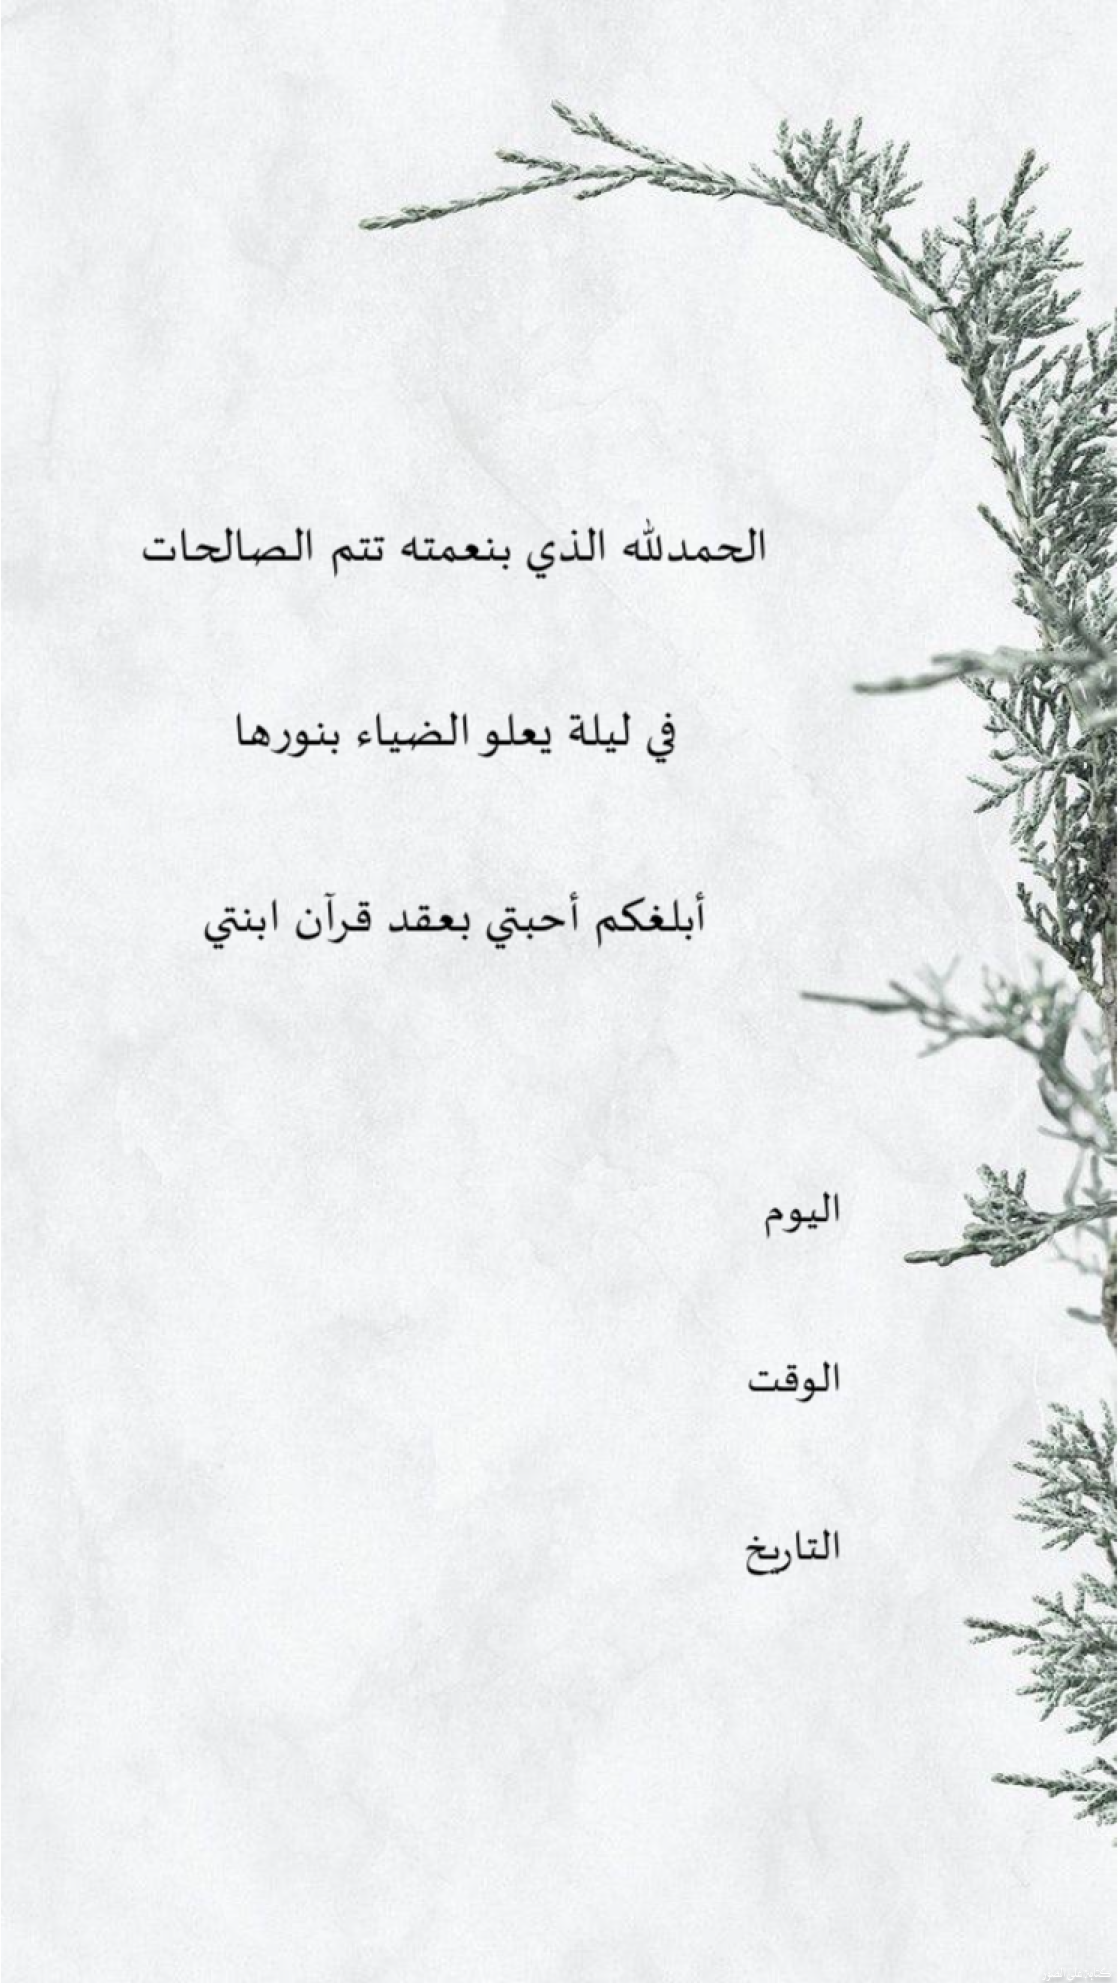 الحمدلله الذي بنعمته تتم الصالحات
في ليلة يعلو الضياء بنورها
أبلغكم أحبتي بعقد قرآن ابنتي
اليوم
الوقت
التاريخ